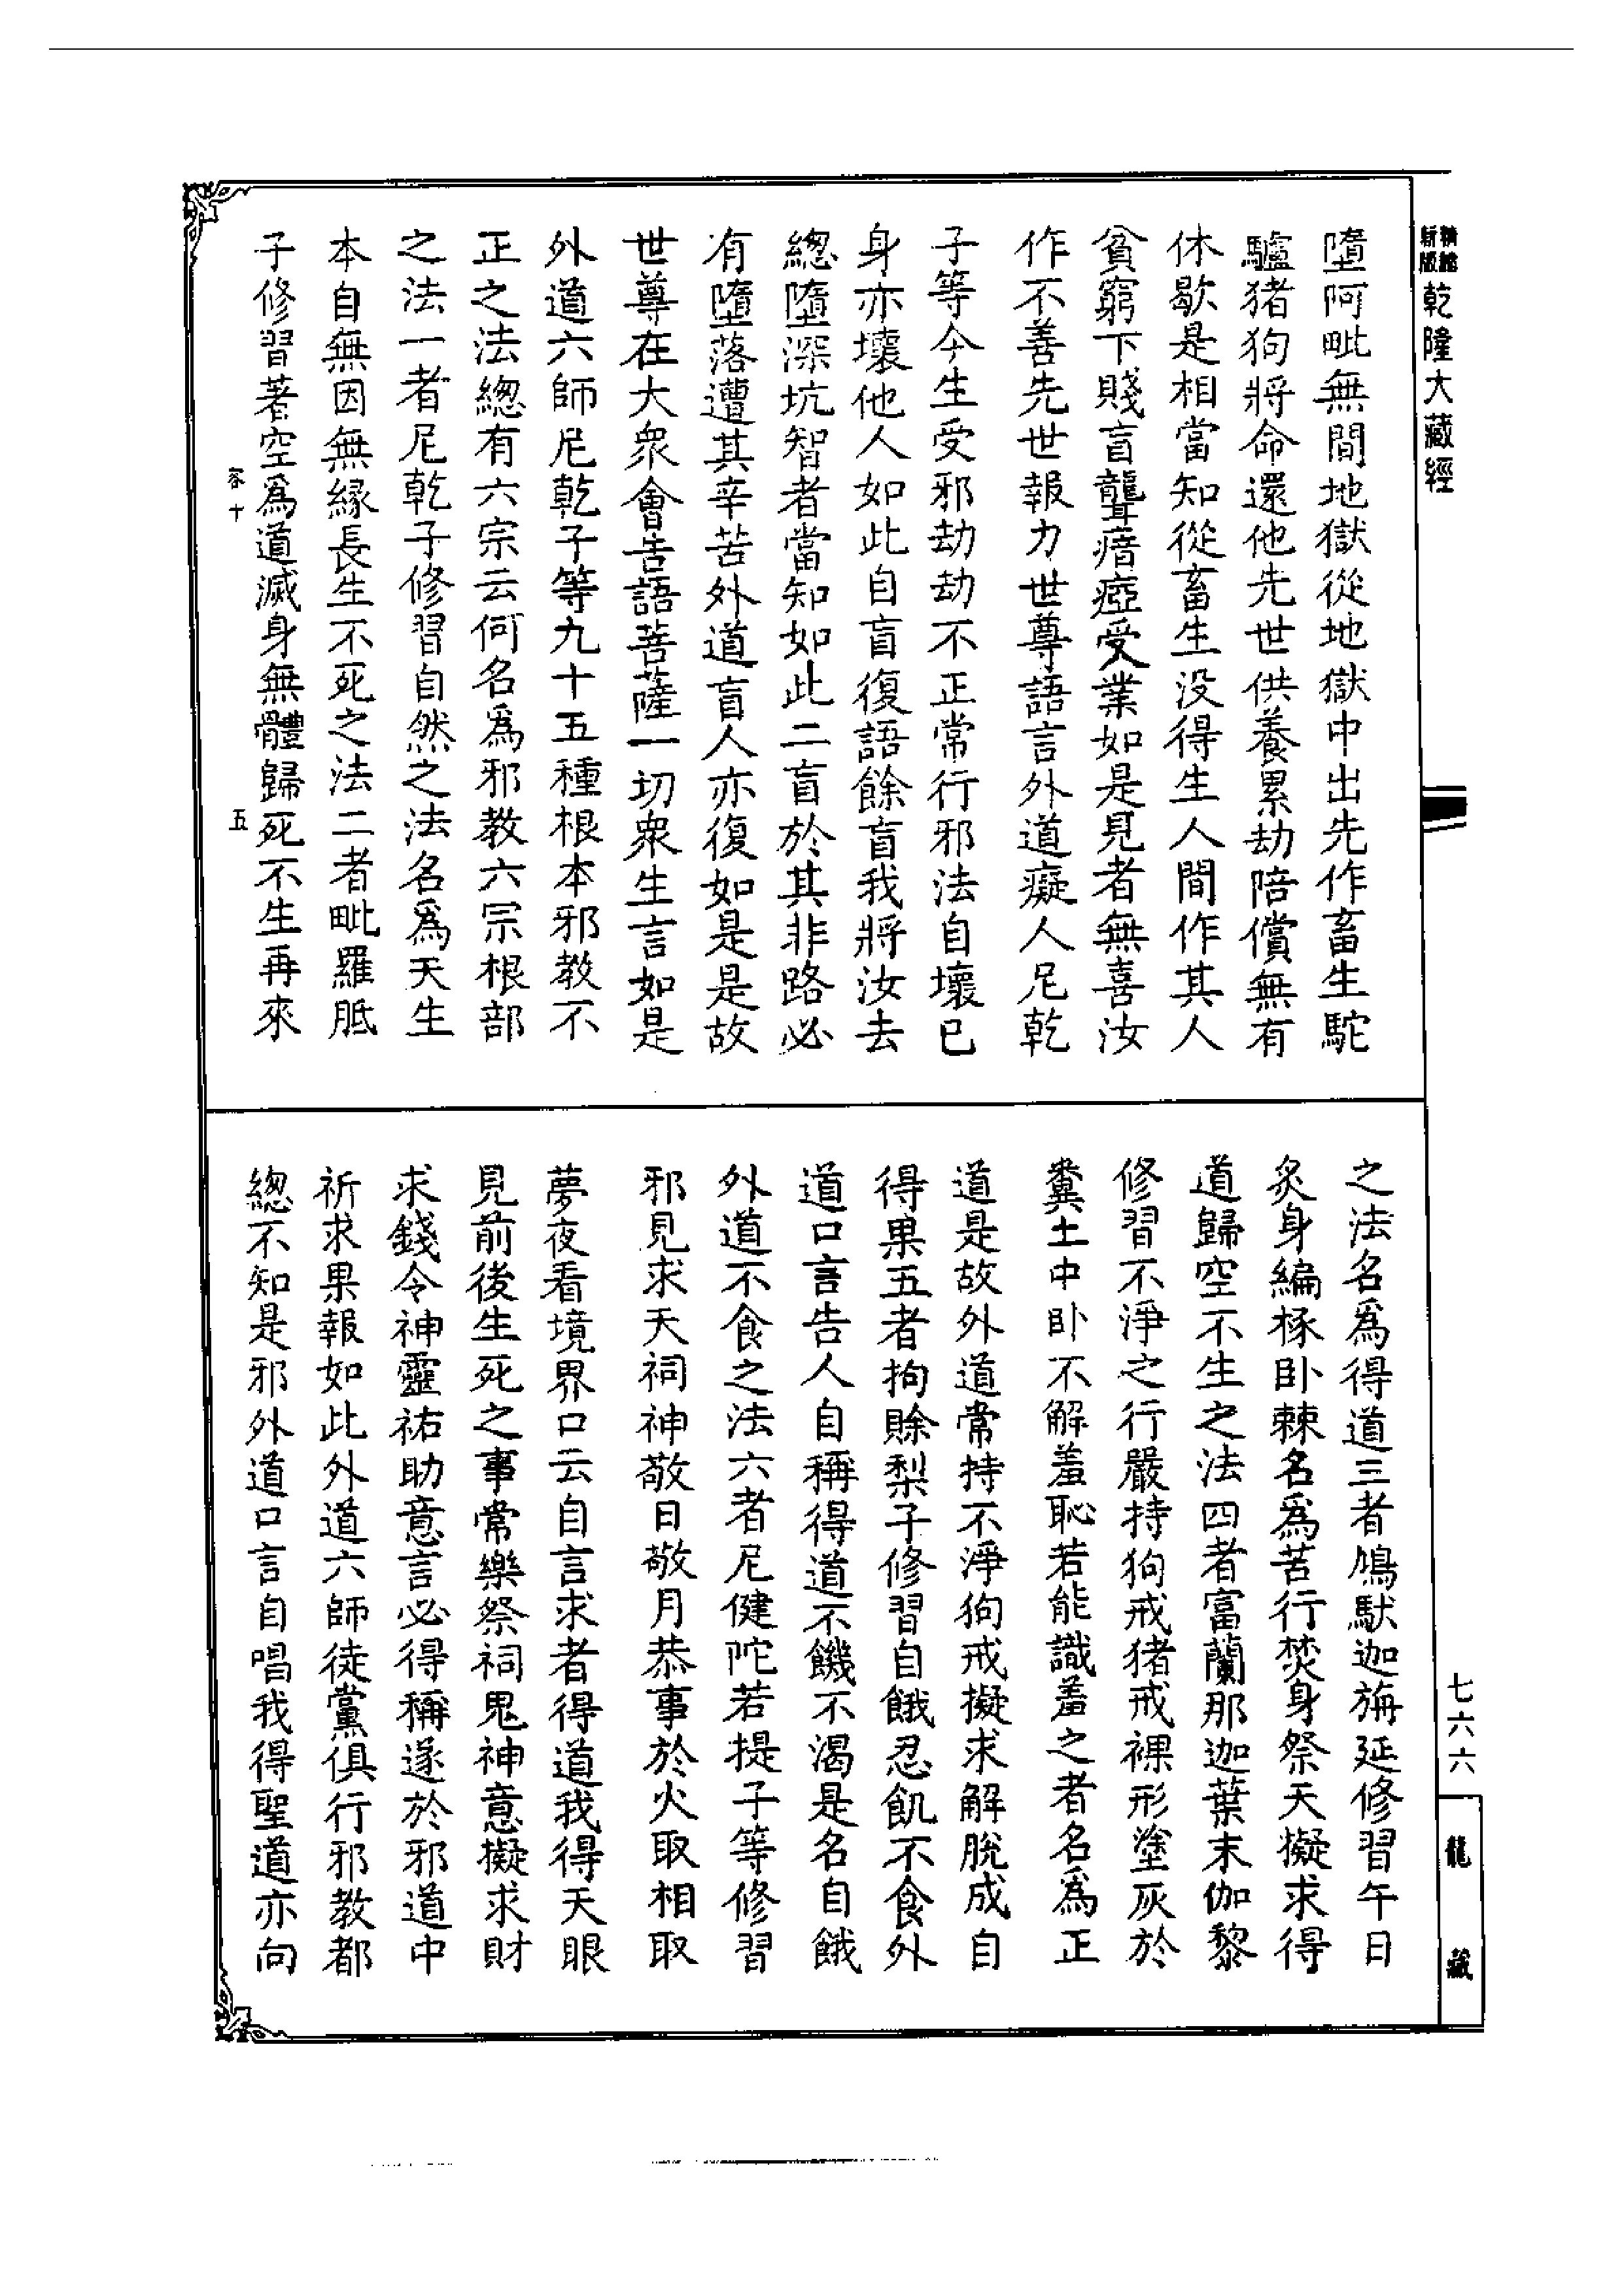 精縮新版乾隆大藏經
墮阿毗無間地獄從地獄中出先作畜生駝
驢猪狗將命還他先世供養累劫陪償無有
休歇是相當知從畜生没得生人間作其人
貧窮下賤盲聾瘖瘂受業如是見者無喜汝
作不善先世報力世尊語言外道癡人尼乾
子等今生受邪劫劫不正常行邪法自壞已
身亦壞他人如此自盲復語餘盲我將汝去
總墮深坑智者當知如此二盲於其非路必
有墮落遭其辛苦外道盲人亦復如是是故
世尊在大衆會告語菩薩一切衆生言如是
外道六師尼乾子等九十五種根本邪教不
正之法總有六宗云何名爲邪教六宗根部
之法一者尼乾子修習自然之法名爲天生
本自無因無緣長生不死之法二者毗羅胝
子修習著空爲道滅身無體歸死不生再來
容十 五
之法名爲得道三者鳩馱迦旃延修習午日
炙身編椓卧棘名爲苦行焚身祭天擬求得
道歸空不生之法四者富蘭那迦葉末伽黎
修習不淨之行嚴持狗戒猪戒裸形塗灰於
糞土中卧不解羞恥若能識羞之者名爲正
道是故外道常持不淨狗戒擬求解脫成自
得果五者拘賒梨子修習自餓忍飢不食外
道口言告人自稱得道不饑不渴是名自餓
外道不食之法六者尼健陀若提子等修習
邪見求天祠神敬日敬月恭事於火取相取
夢夜看境界口云自言求者得道我得天眼
見前後生死之事常樂祭祠鬼神意擬求財
求錢令神靈祐助意言必得稱遂於邪道中
祈求果報如此外道六師徒黨俱行邪教都
總不知是邪外道口言自唱我得聖道亦向
七六六
龍藏